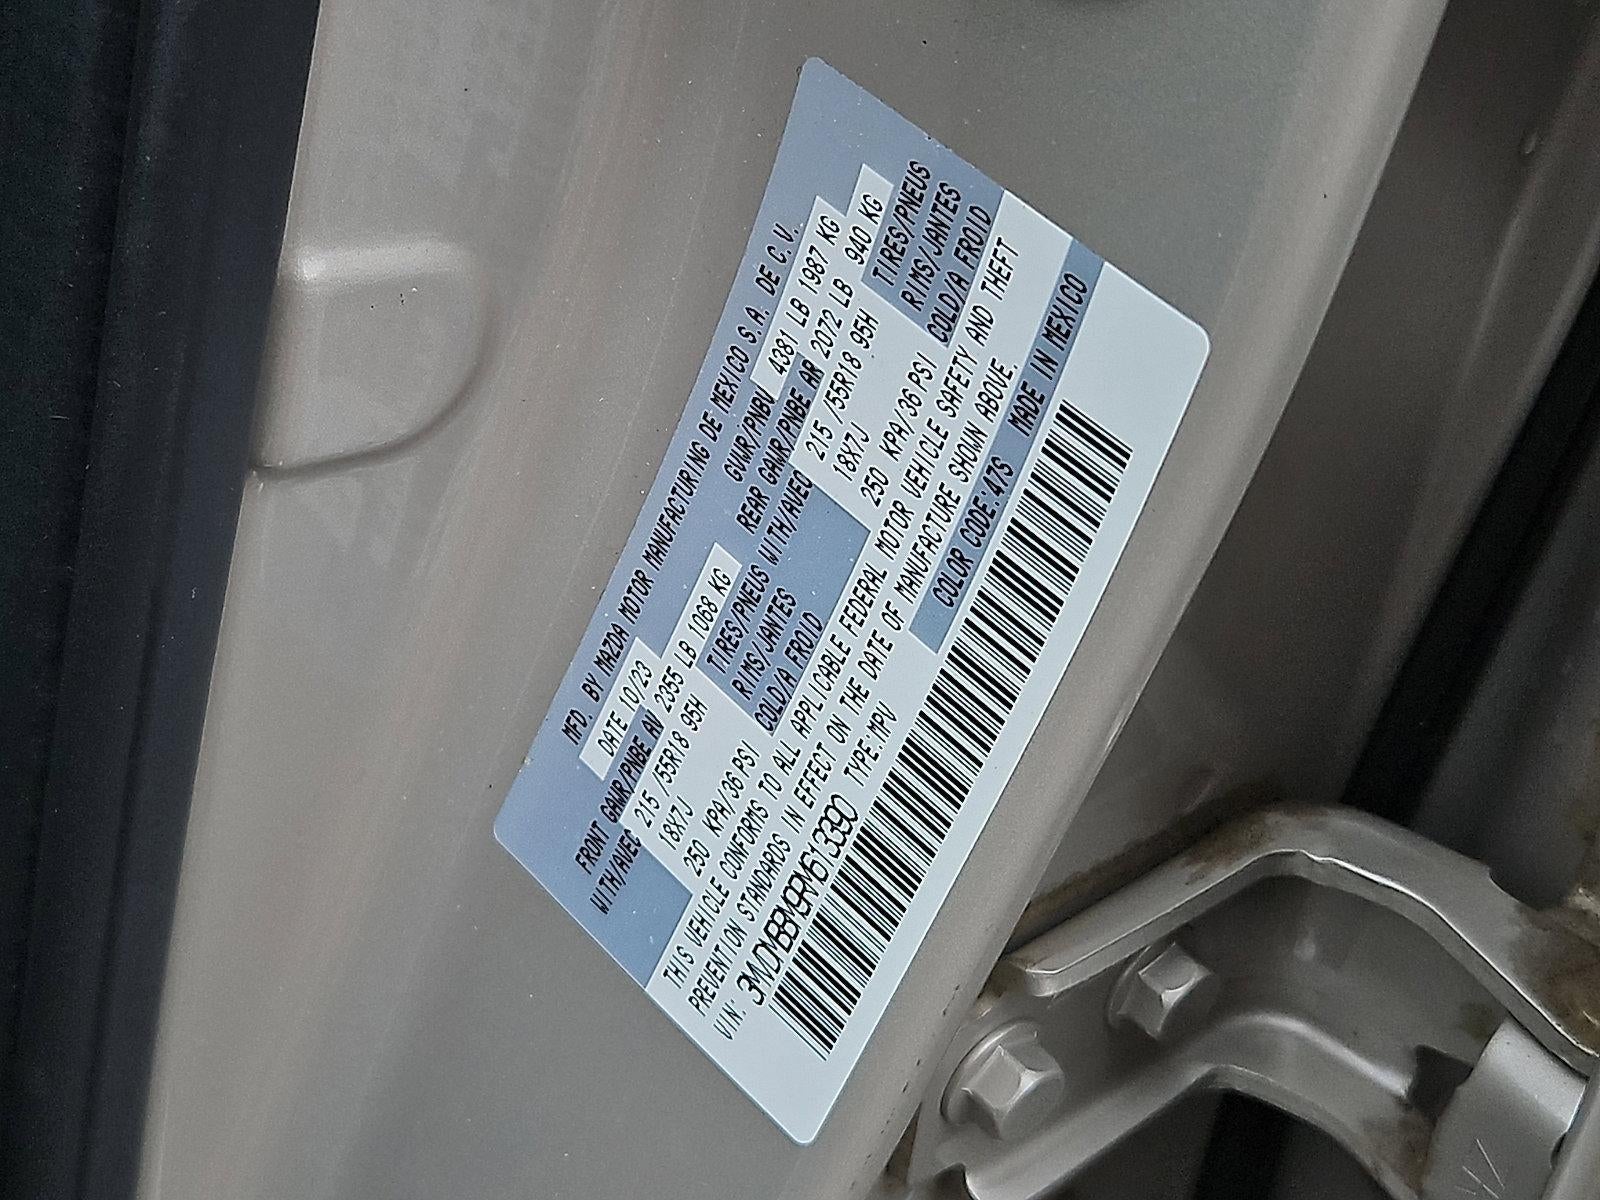 MFD. BY MAZDA MOTOR MANUFACTURING DE MEXICO S.A. DE C.V.
DATE 10/23 GVWR/PNBV 4381 LB 1987 KG
FRONT GAWR/PNBE AV 2355 LB 1068 KG REAR GAWR/PNBE AR 2072 LB 940 KG
WITH/AVEC 215 /55R18 95H TIRES/PNEUS WITH/AVEC 215 /55R18 95H TIRES/PNEUS
18X7J RIMS/JANTES 18X7J RIMS/JANTES
250 KPA/36 PSI COLD/A FROID 250 KPA/36 PSI COLD/A FROID
THIS VEHICLE CONFORMS TO ALL APPLICABLE FEDERAL MOTOR VEHICLE SAFETY AND THEFT
PREVENTION STANDARDS IN EFFECT ON THE DATE OF MANUFACTURE SHOWN ABOVE.
VIN: 3MVDMBBM9RM613390 TYPE:MPV COLOR CODE:47S MADE IN MEXICO